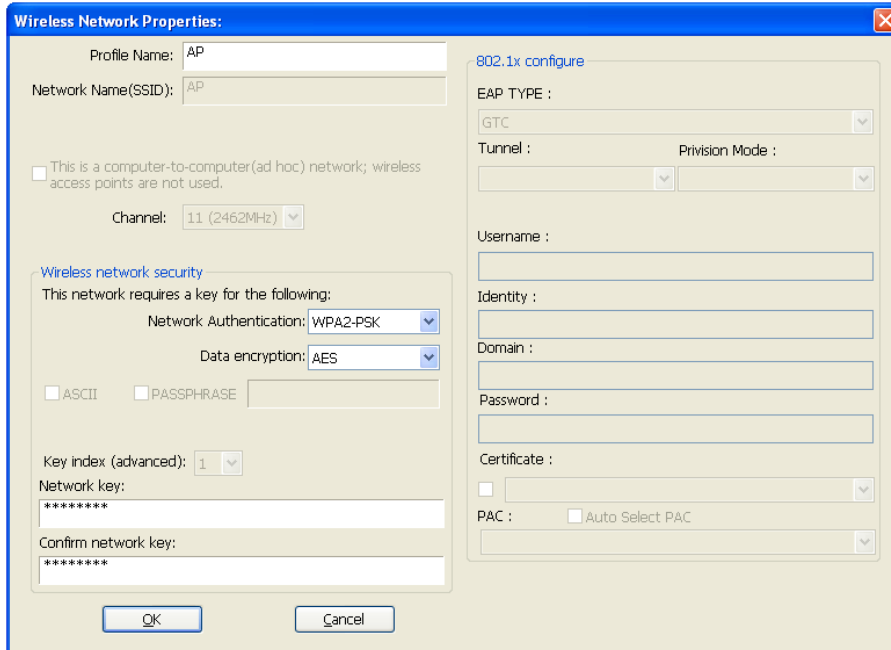 Wireless Network Properties:
Profile Name: AP
Network Name(SSID): AP
This is a computer-to-computer(ad hoc) network; wireless
access points are not used.
Channel: 11 (2462MHz)
Wireless network security
This network requires a key for the following:
Network Authentication: WPA2-PSK
Data encryption: AES
ASCII PASSPHRASE
Key index (advanced): 1
Network key:
********
Confirm network key:
********
OK Cancel
802.1x configure
EAP TYPE :
GTC
Tunnel : Privision Mode :
Username :
Identity :
Domain :
Password :
Certificate :
PAC : Auto Select PAC